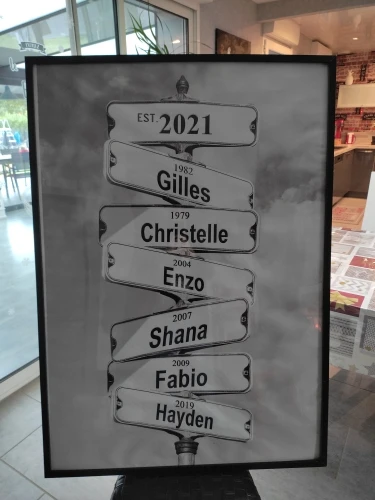 EST. 2021
1982
Gilles
1979
Christelle
2004
Enzo
2007
Shana
2009
Fabio
2019
Hayden